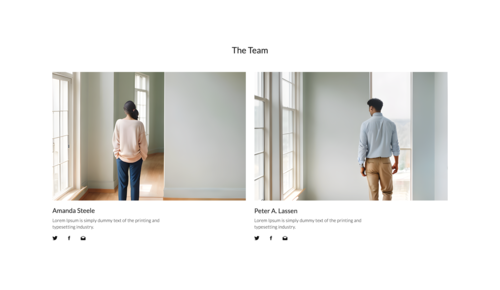 The Team
Amanda Steele
Lorem Ipsum is simply dummy text of the printing and
typesetting industry.
Peter A. Lassen
Lorem Ipsum is simply dummy text of the printing and
typesetting industry.